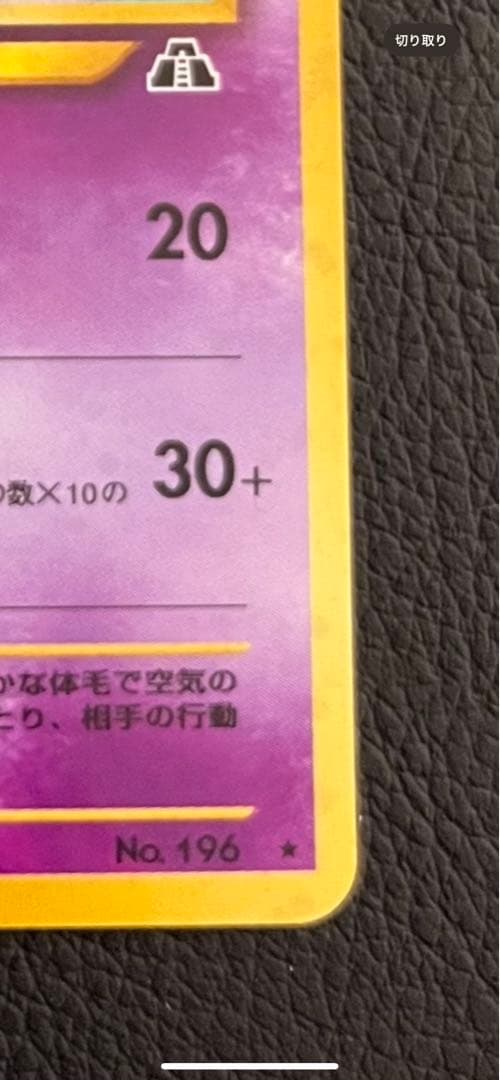 切り取り
20
数×10の 30+
かな体毛で空気の
とり、相手の行動
No. 196 ★